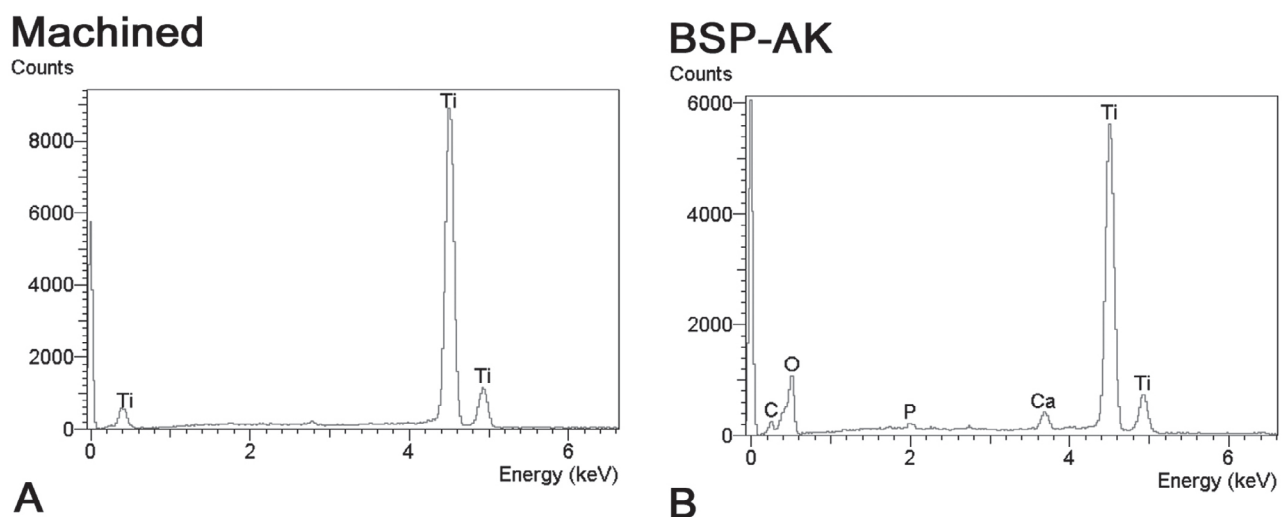 Machined
Counts
Ti
8000
6000
4000
2000
Ti
Ti
0
0 2 4 6
Energy (keV)
A
BSP-AK
Counts
6000
Ti
4000
2000
O
C
P
Ca
Ti
0
0 2 4 6
Energy (keV)
B